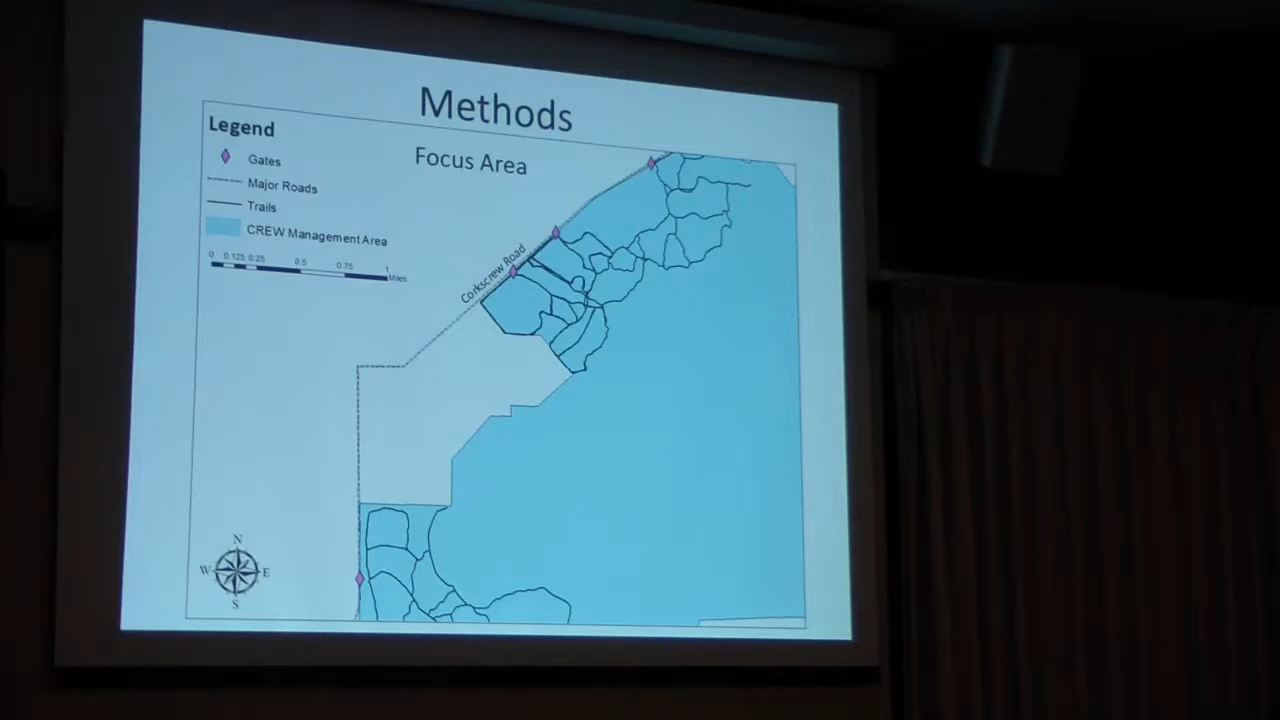 Methods
Legend
Focus Area
Gates
Major Roads
Trails
CREW Management Area
0 0.125 0.25 0.5 0.75 1
Miles
Corkscrew Road
N
W E
S